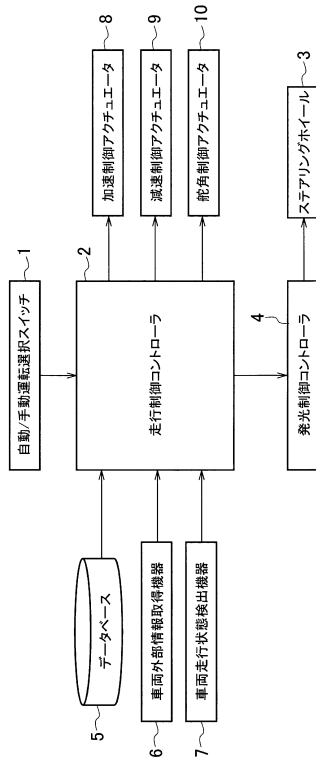 自動/手動運転選択スイッチ
1
データベース
5
車両外部情報取得機器
6
車両走行状態検出機器
7
走行制御コントローラ
2
加速制御アクチュエータ
8
減速制御アクチュエータ
9
舵角制御アクチュエータ
10
発光制御コントローラ
4
ステアリングホイール
3